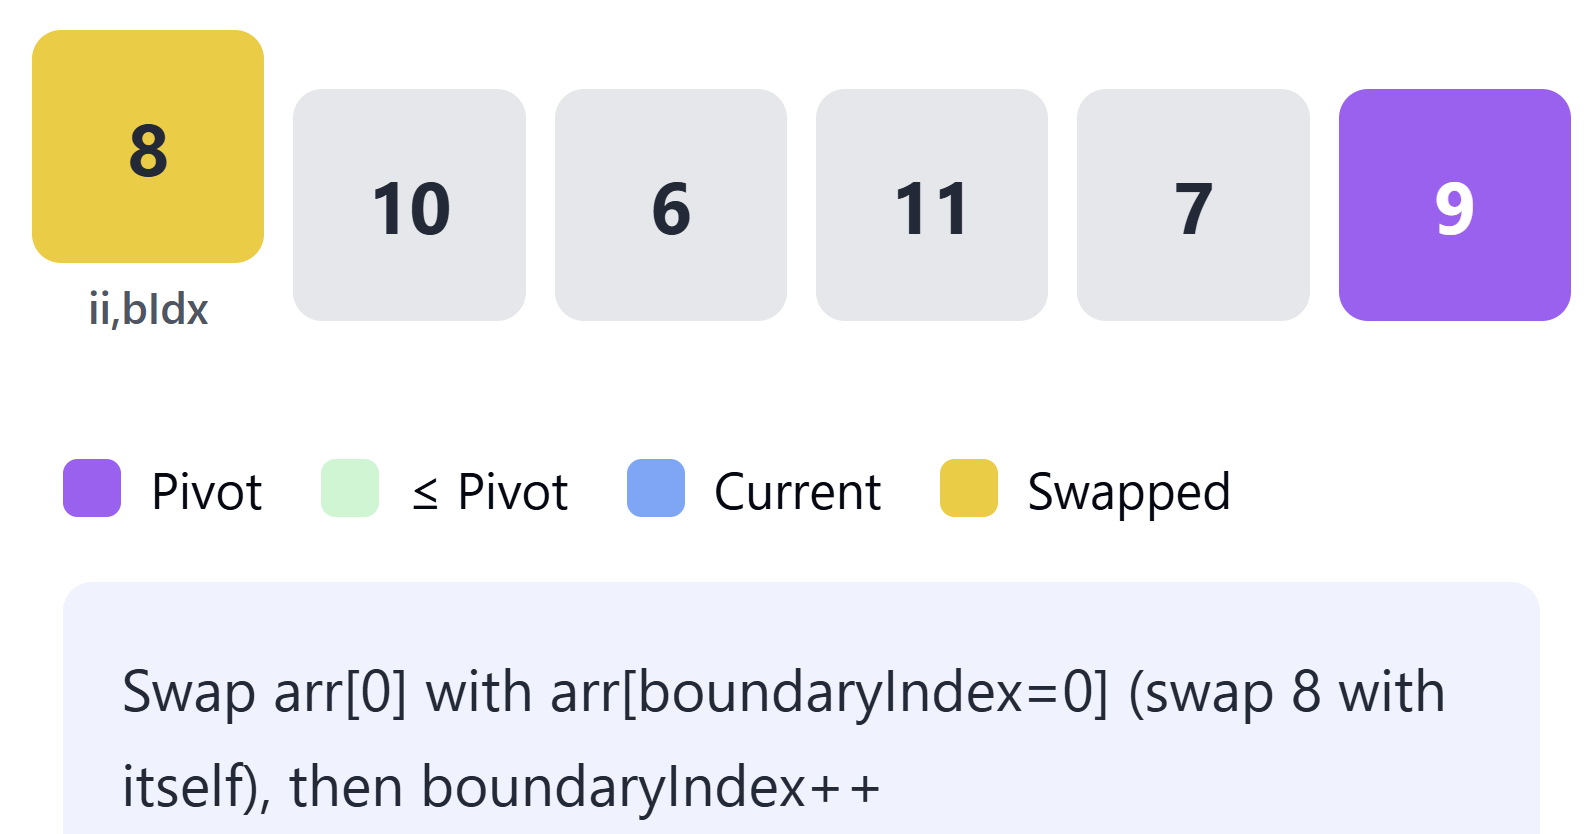 8
10
6
11
7
9
ii,bIdx
Pivot
≤ Pivot
Current
Swapped
Swap arr[0] with arr[boundaryIndex=0] (swap 8 with
itself), then boundaryIndex++